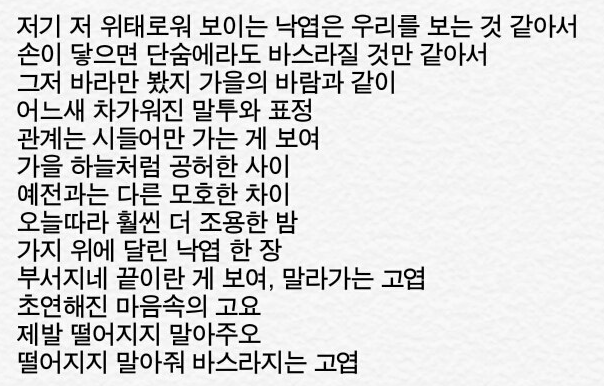 저기 저 위태로워 보이는 낙엽은 우리를 보는 것 같아서
손이 닿으면 단숨에라도 바스라질 것만 같아서
그저 바라만 봤지 가을의 바람과 같이
어느새 차가워진 말투와 표정
관계는 시들어만 가는 게 보여
가을 하늘처럼 공허한 사이
예전과는 다른 모호한 차이
오늘따라 훨씬 더 조용한 밤
가지 위에 달린 낙엽 한 장
부서지네 끝이란 게 보여, 말라가는 고엽
초연해진 마음속의 고요
제발 떨어지지 말아주오
떨어지지 말아줘 바스라지는 고엽